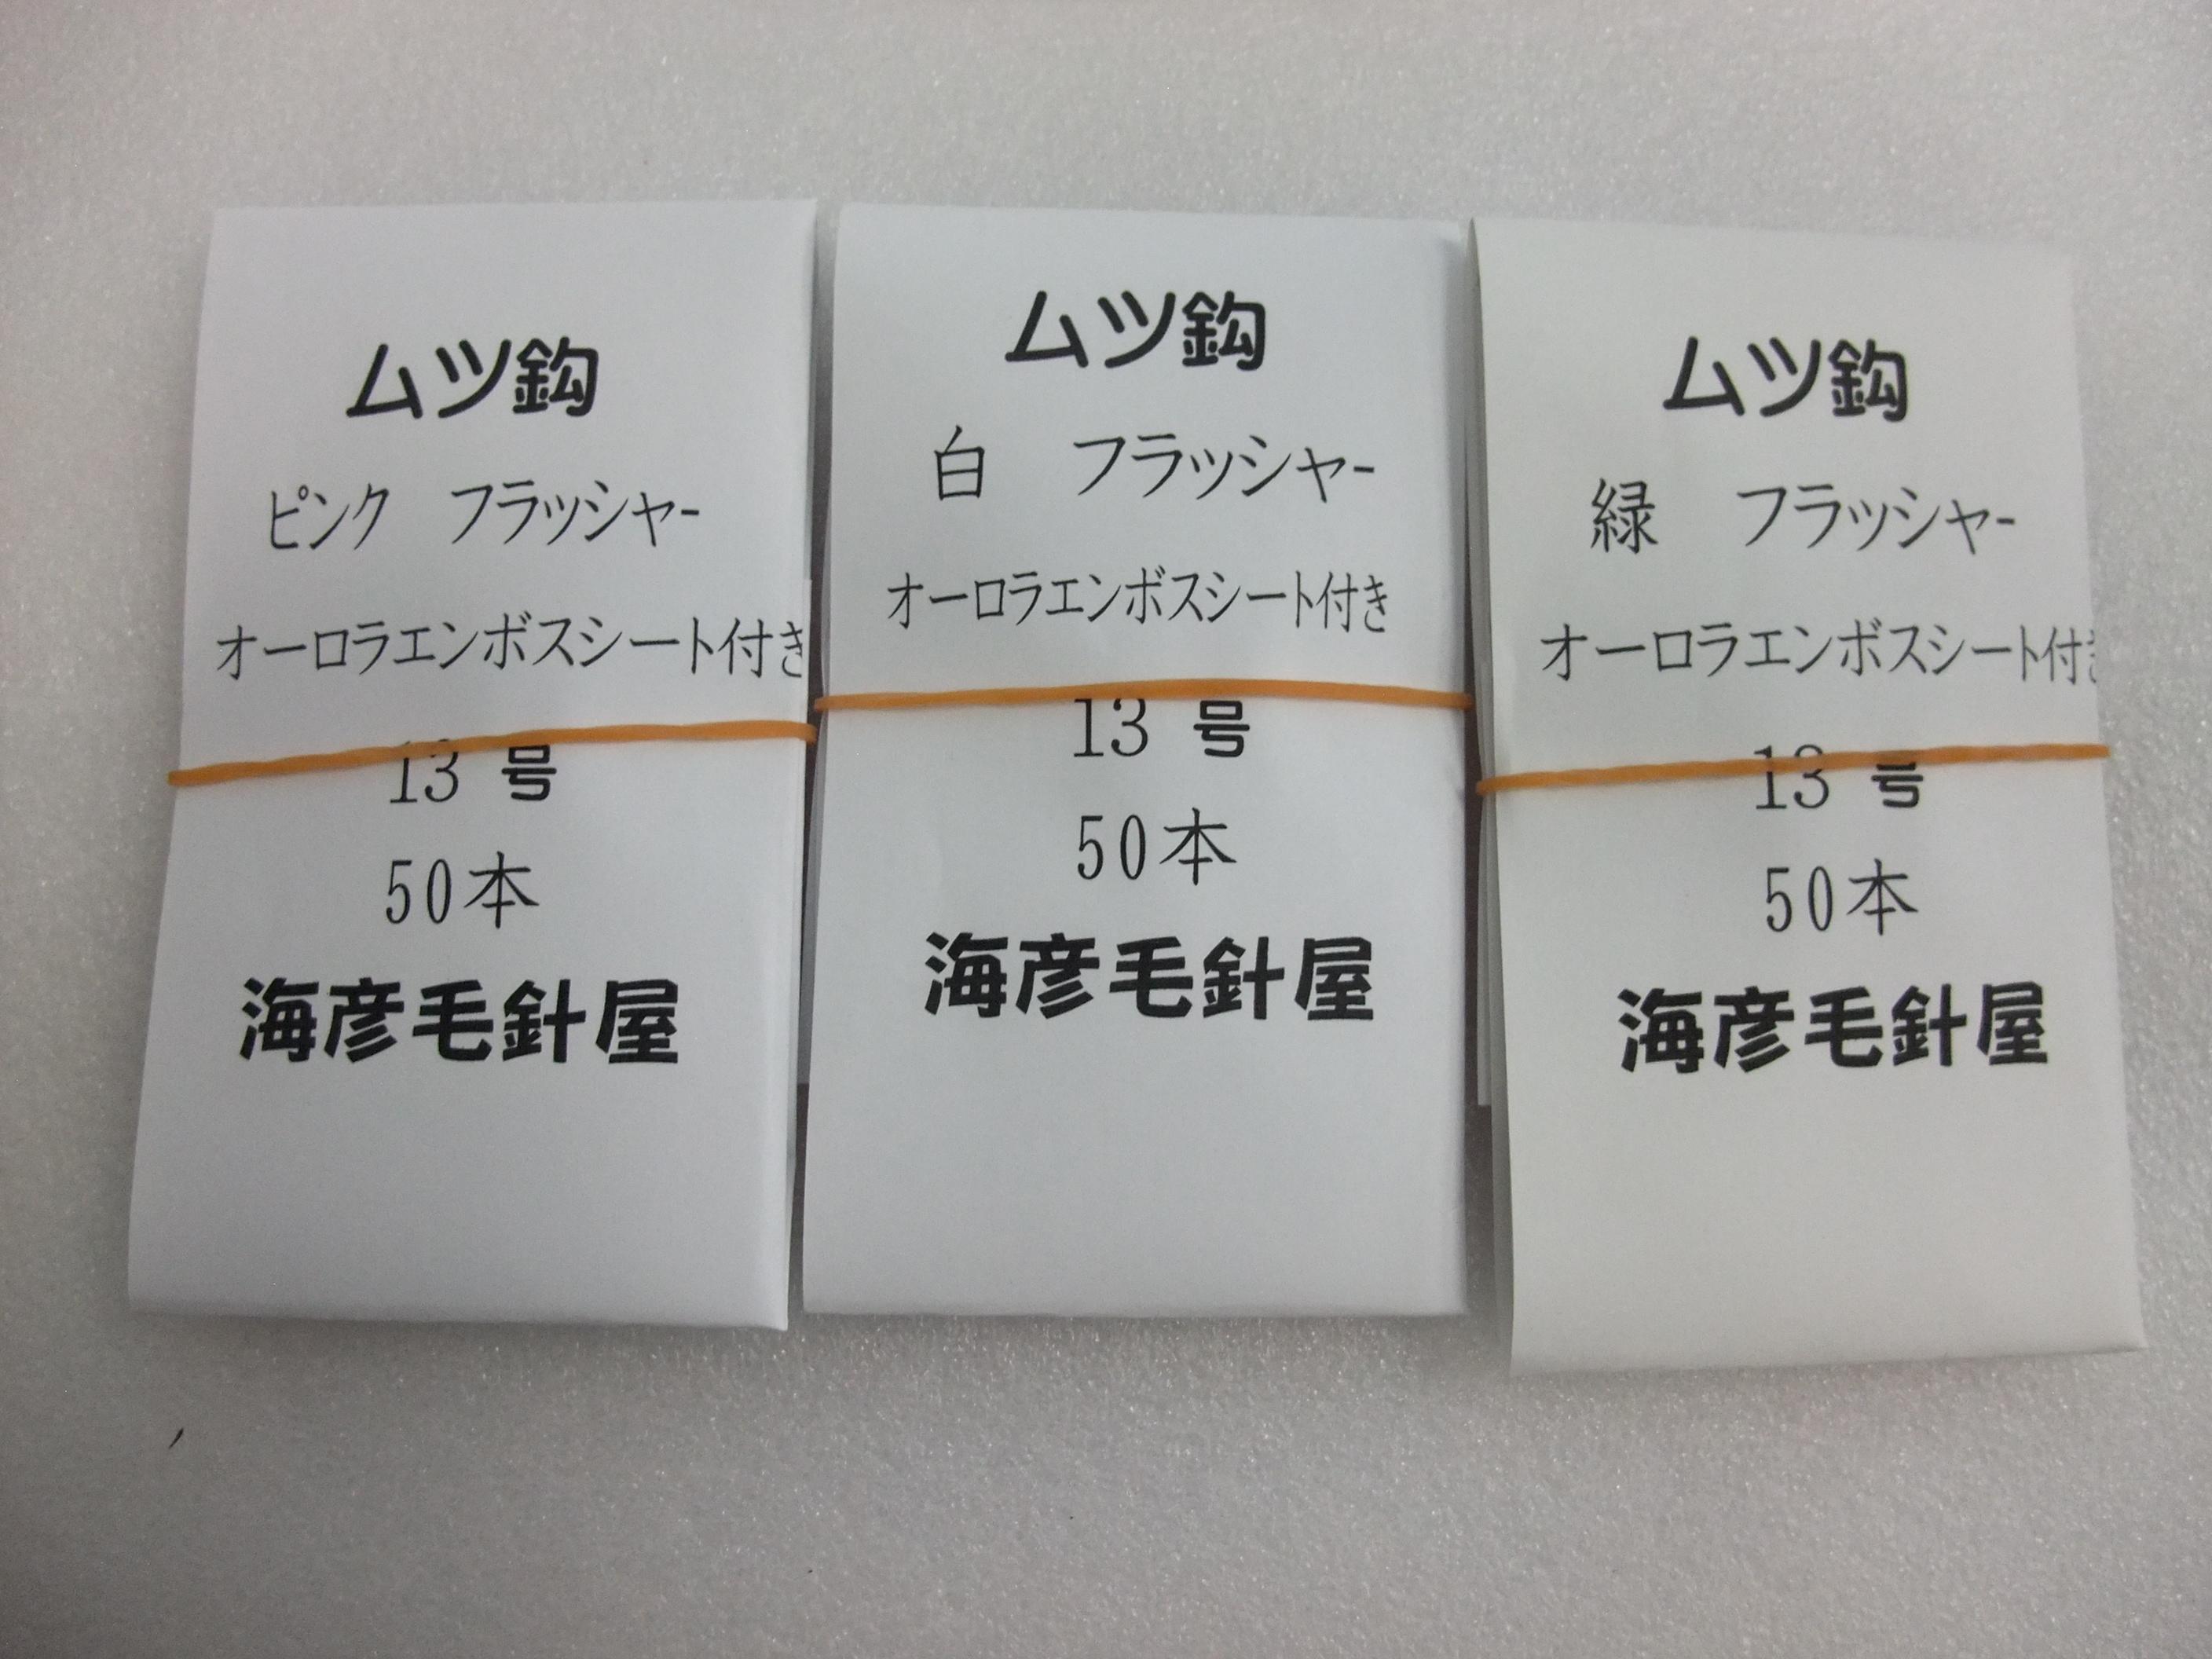 ムツ鈎
ピンク　フラッシャー
オーロラエンボスシート付き
13 号
50本
海彦毛針屋
ムツ鈎
白　フラッシャー
オーロラエンボスシート付き
13 号
50本
海彦毛針屋
ムツ鈎
緑　フラッシャー
オーロラエンボスシート付き
13 号
50本
海彦毛針屋